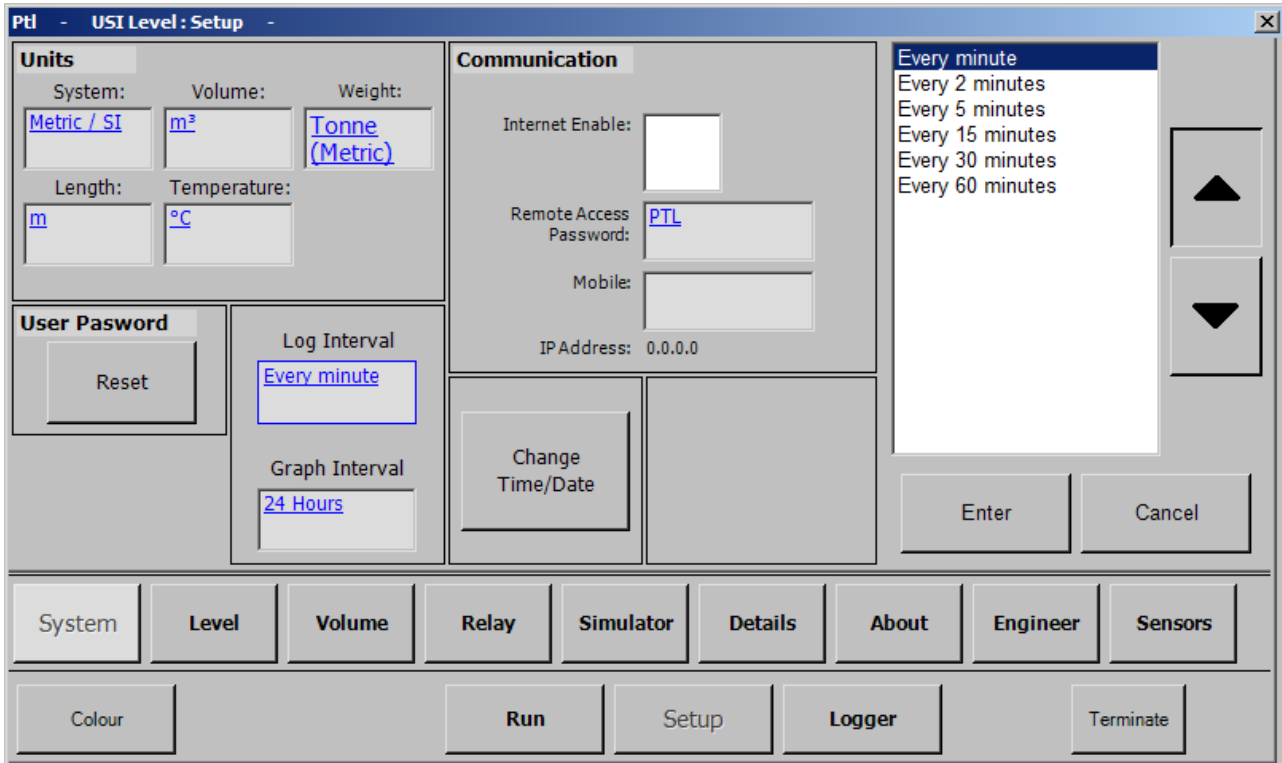 Ptl - USI Level : Setup -
Units
System: Volume: Weight:
Metric / SI m³ Tonne
(Metric)
Length: Temperature:
m °C
User Pasword
Reset
Log Interval
Every minute
Graph Interval
24 Hours
Communication
Internet Enable:
Remote Access
Password:
PTL
Mobile:
IP Address: 0.0.0.0
Change
Time/Date
Every minute
Every 2 minutes
Every 5 minutes
Every 15 minutes
Every 30 minutes
Every 60 minutes
Enter Cancel
System Level Volume Relay Simulator Details About Engineer Sensors
Colour Run Setup Logger Terminate